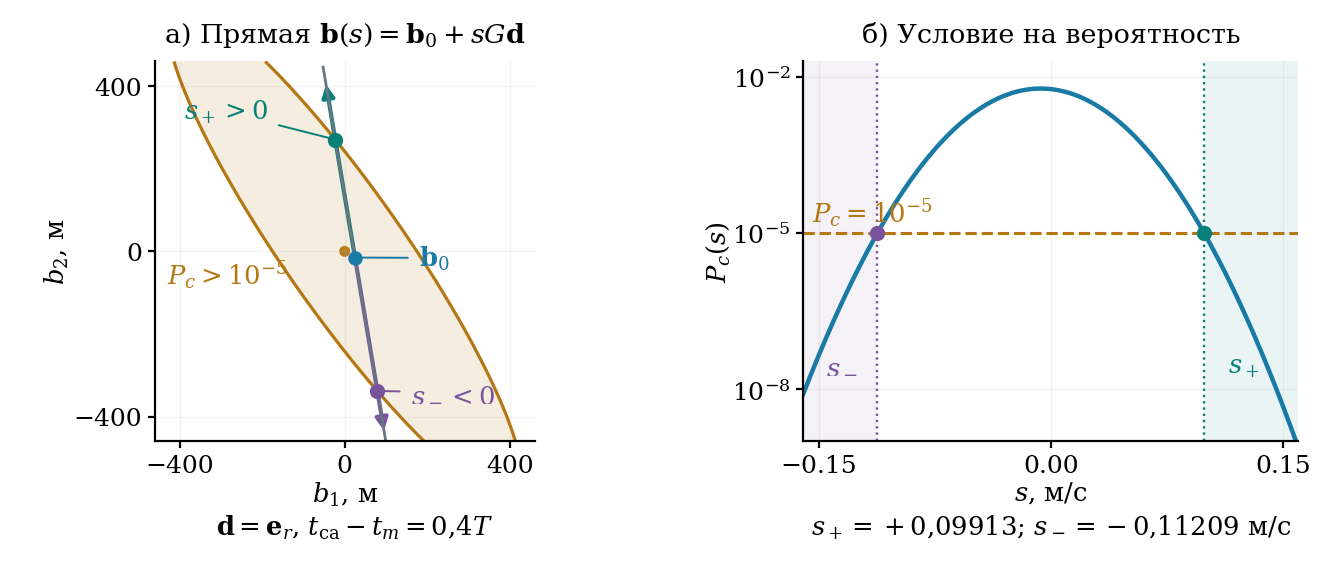 а) Прямая b(s) = b₀ + sGd
400
0
−400
−400
0
400
b₂, м
b₁, м
s₊ > 0
P_c > 10⁻⁵
b₀
s₋ < 0
d = e_r, t_ca − t_m = 0,4T
б) Условие на вероятность
10⁻²
10⁻⁵
10⁻⁸
P_c(s)
P_c = 10⁻⁵
s₋
s₊
−0.15
0.00
0.15
s, м/с
s₊ = +0,09913; s₋ = −0,11209 м/с